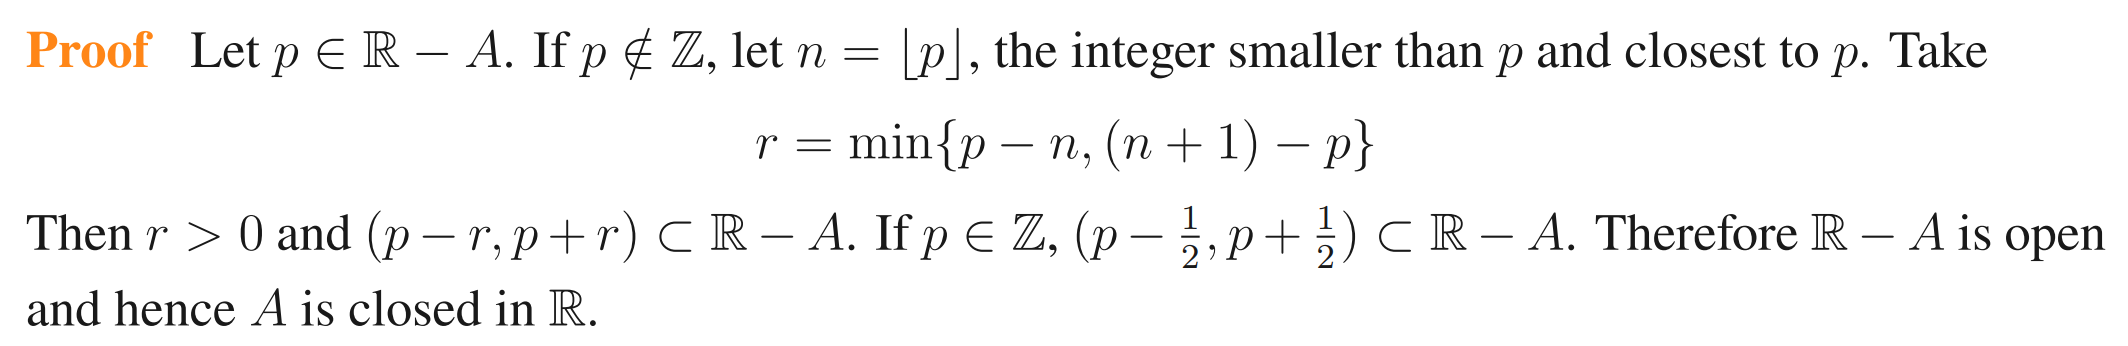 Proof Let p ∈ ℝ − A. If p ∉ ℤ, let n = ⌊p⌋, the integer smaller than p and closest to p. Take
r = min{p − n, (n + 1) − p}
Then r > 0 and (p − r, p + r) ⊂ ℝ − A. If p ∈ ℤ, (p − 1/2, p + 1/2) ⊂ ℝ − A. Therefore ℝ − A is open
and hence A is closed in ℝ.